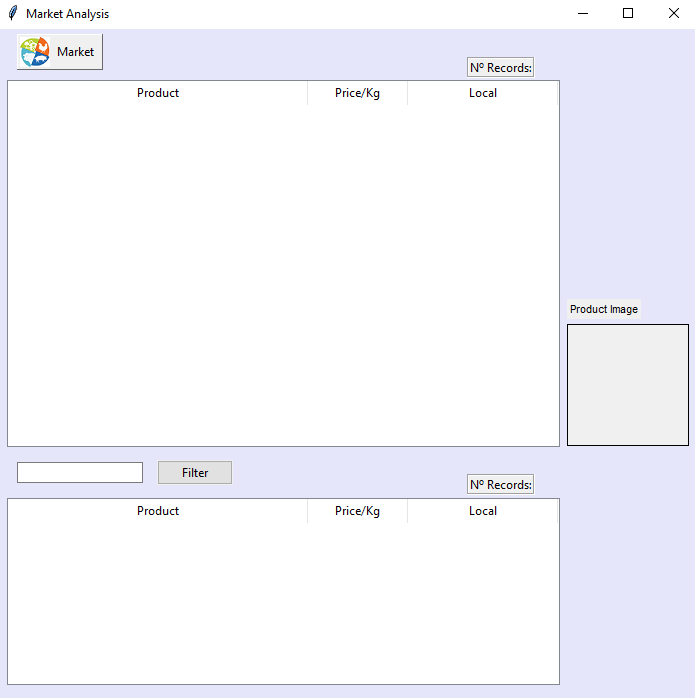 Market Analysis
Market
Nº Records:
Product Price/Kg Local
Product Image
Filter
Nº Records:
Product Price/Kg Local